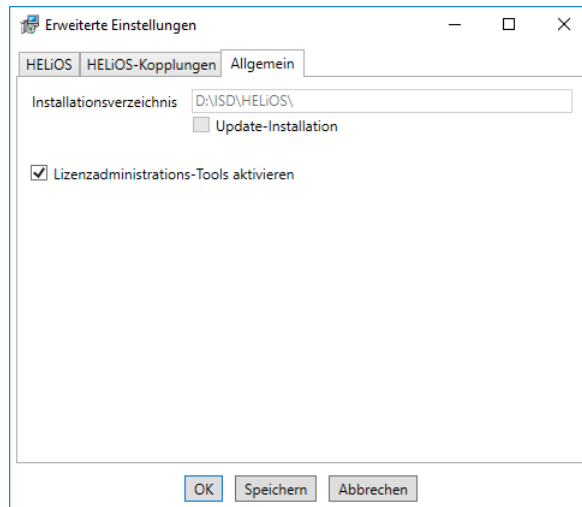 Erweiterte Einstellungen
HELiOS HELiOS-Kopplungen Allgemein
Installationsverzeichnis D:\ISD\HELiOS\
Update-Installation
Lizenzadministrations-Tools aktivieren
OK Speichern Abbrechen